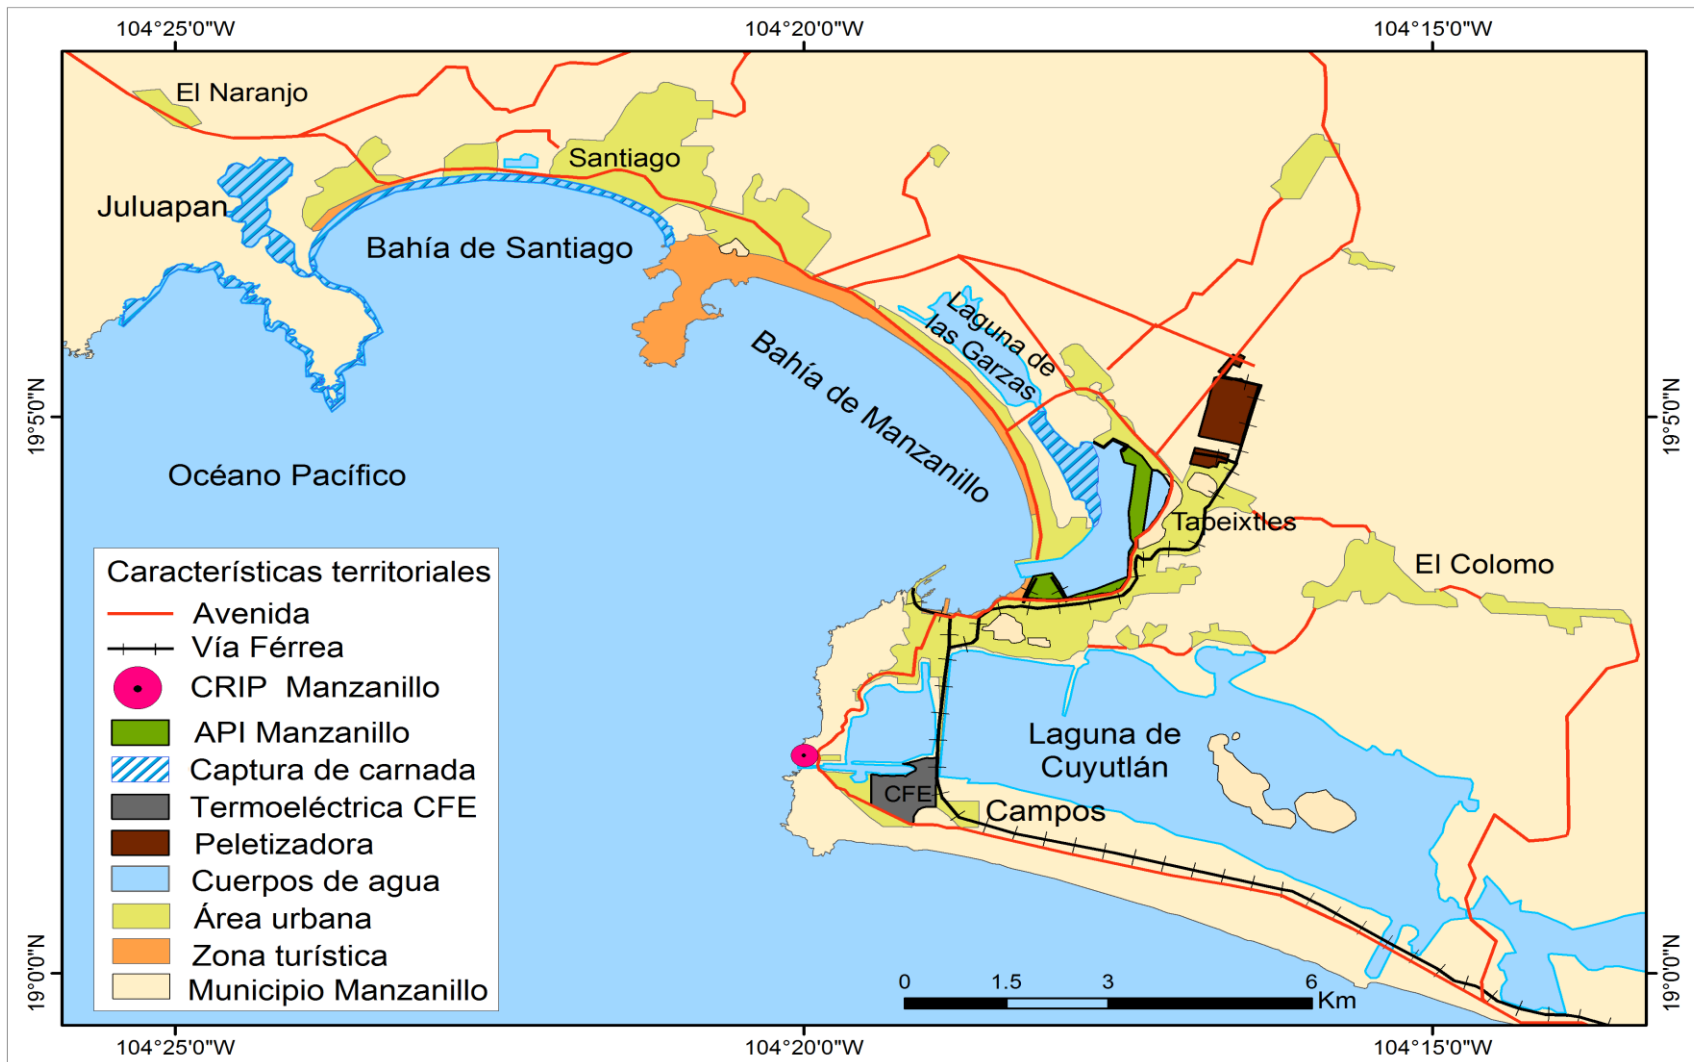 104°25'0"W
104°20'0"W
104°15'0"W
El Naranjo
Santiago
Juluapan
Bahía de Santiago
Laguna de
las Garzas
Bahía de Manzanillo
19°5'0"N
19°5'0"N
Océano Pacífico
Tapeixtles
El Colomo
Características territoriales
Avenida
Vía Férrea
CRIP Manzanillo
API Manzanillo
Captura de carnada
Termoeléctrica CFE
Peletizadora
Cuerpos de agua
Área urbana
Zona turística
Municipio Manzanillo
Laguna de
Cuyutlán
CFE
Campos
19°0'0"N
19°0'0"N
0 1.5 3 6
Km
104°25'0"W
104°20'0"W
104°15'0"W